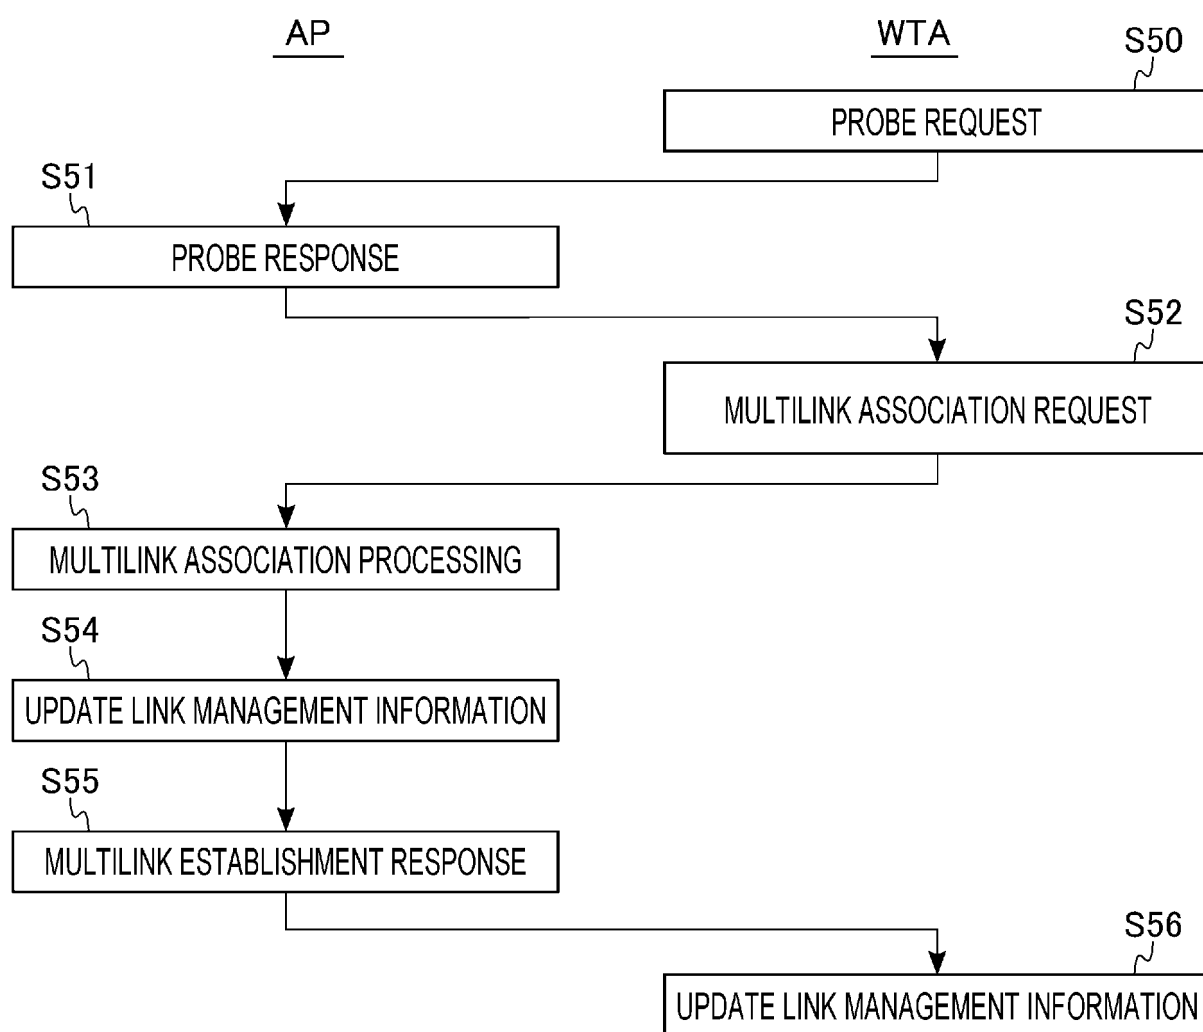 AP
WTA
S50
PROBE REQUEST
S51
PROBE RESPONSE
S52
MULTILINK ASSOCIATION REQUEST
S53
MULTILINK ASSOCIATION PROCESSING
S54
UPDATE LINK MANAGEMENT INFORMATION
S55
MULTILINK ESTABLISHMENT RESPONSE
S56
UPDATE LINK MANAGEMENT INFORMATION